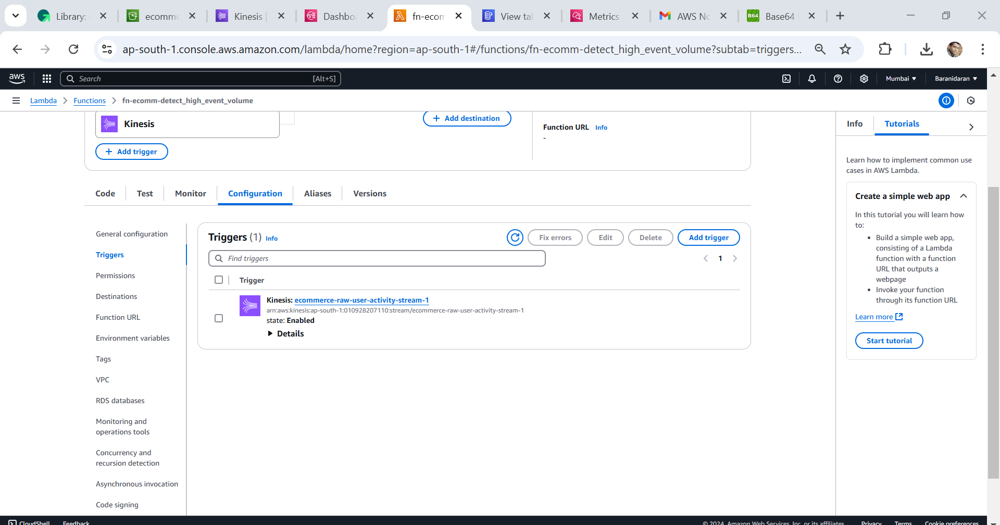 Library:
ecomme
Kinesis |
Dashbo
fn-ecom
View tab
Metrics
AWS No
B64
Base64
ap-south-1.console.aws.amazon.com/lambda/home?region=ap-south-1#/functions/fn-ecomm-detect_high_event_volume?subtab=triggers...
aws
Search
[Alt+S]
Mumbai
Baranidaran
Lambda
Functions
fn-ecomm-detect_high_event_volume
Kinesis
Add destination
Add trigger
Function URL Info
-
Info
Tutorials
Learn how to implement common use
cases in AWS Lambda.
Create a simple web app
In this tutorial you will learn how
to:
Build a simple web app,
consisting of a Lambda
function with a function
URL that outputs a
webpage
Invoke your function
through its function URL
Learn more
Start tutorial
Code
Test
Monitor
Configuration
Aliases
Versions
General configuration
Triggers
Permissions
Destinations
Function URL
Environment variables
Tags
VPC
RDS databases
Monitoring and
operations tools
Concurrency and
recursion detection
Asynchronous invocation
Code signing
Triggers (1) Info
Fix errors
Edit
Delete
Add trigger
Find triggers
1
Trigger
Kinesis: ecommerce-raw-user-activity-stream-1
arn:aws:kinesis:ap-south-1:010928207110:stream/ecommerce-raw-user-activity-stream-1
state: Enabled
Details
CloudShell
Feedback
© 2024, Amazon Web Services, Inc. or its affiliates.
Privacy
Terms
Cookie preferences